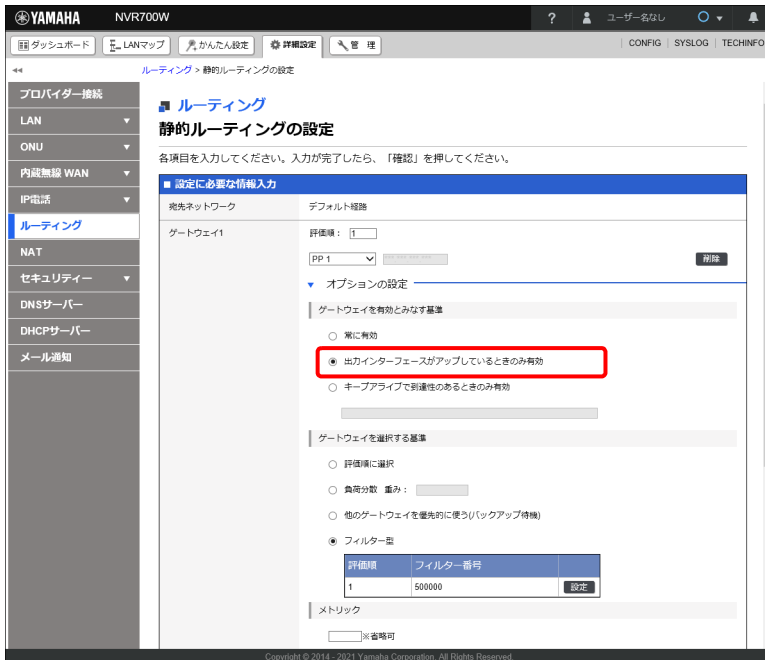 YAMAHA NVR700W ? ユーザー名なし
ダッシュボード LANマップ かんたん設定 詳細設定 管 理 CONFIG SYSLOG TECHINFO
◂◂ ルーティング > 静的ルーティングの設定
プロバイダー接続
LAN ▼
ONU ▼
内蔵無線 WAN ▼
IP電話 ▼
ルーティング
NAT
セキュリティー ▼
DNSサーバー
DHCPサーバー
メール通知
ルーティング
静的ルーティングの設定
各項目を入力してください。入力が完了したら、「確認」を押してください。
■ 設定に必要な情報入力
宛先ネットワーク デフォルト経路
ゲートウェイ1 評価順： 1
PP 1 *** *** *** *** 削除
▼ オプションの設定
ゲートウェイを有効とみなす基準
常に有効
出力インターフェースがアップしているときのみ有効
キープアライブで到達性のあるときのみ有効
ゲートウェイを選択する基準
評価順に選択
負荷分散 重み：
他のゲートウェイを優先的に使う(バックアップ待機)
フィルター型
評価順 フィルター番号
1 500000 設定
メトリック
※省略可
Copyright © 2014 - 2021 Yamaha Corporation. All Rights Reserved.